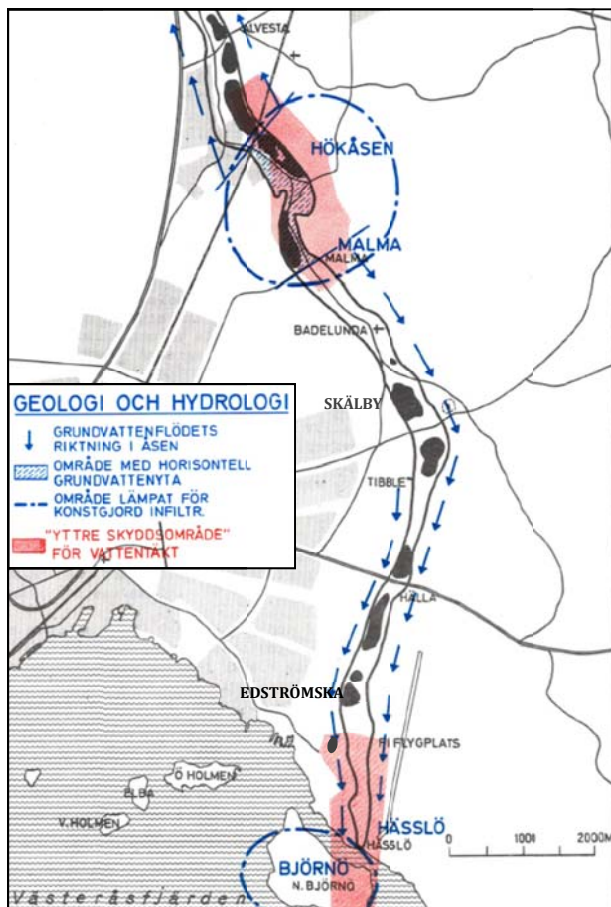 ALVESTA
HÖKÅSEN
MALMA
MALMA
BADELUNDA
GEOLOGI OCH HYDROLOGI
GRUNDVATTENFLÖDETS
RIKTNING I ÅSEN
OMRÅDE MED HORISONTELL
GRUNDVATTENYTA
OMRÅDE LÄMPAT FÖR
KONSTGJORD INFILTR.
"YTTRE SKYDDSOMRÅDE"
FÖR VATTENTÄKT
SKÄLBY
TIBBLE
HÄLLA
EDSTRÖMSKA
FLYGPLATS
Ö HOLMEN
ELBA
V. HOLMEN
HÄSSLÖ
HÄSSLÖ
0 2000M
BJÖRNÖ
N. BJÖRNÖ
Västeråsfjärden